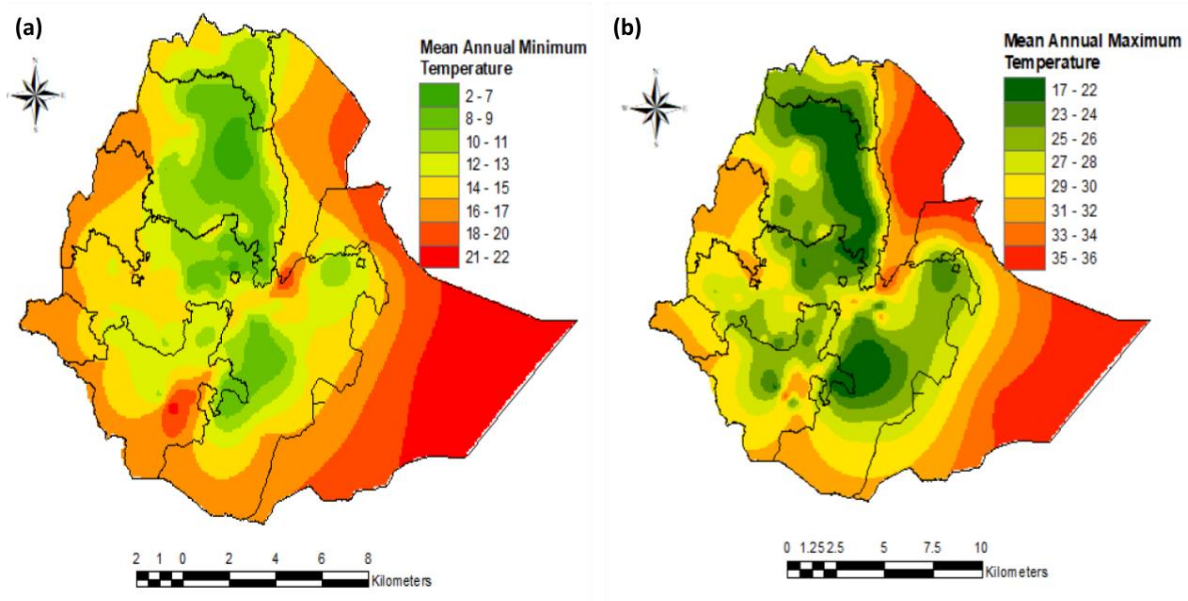 (a)
Mean Annual Minimum
Temperature
2 - 7
8 - 9
10 - 11
12 - 13
14 - 15
16 - 17
18 - 20
21 - 22
2 1 0 2 4 6 8
Kilometers
(b)
Mean Annual Maximum
Temperature
17 - 22
23 - 24
25 - 26
27 - 28
29 - 30
31 - 32
33 - 34
35 - 36
0 1.252.5 5 7.5 10
Kilometers